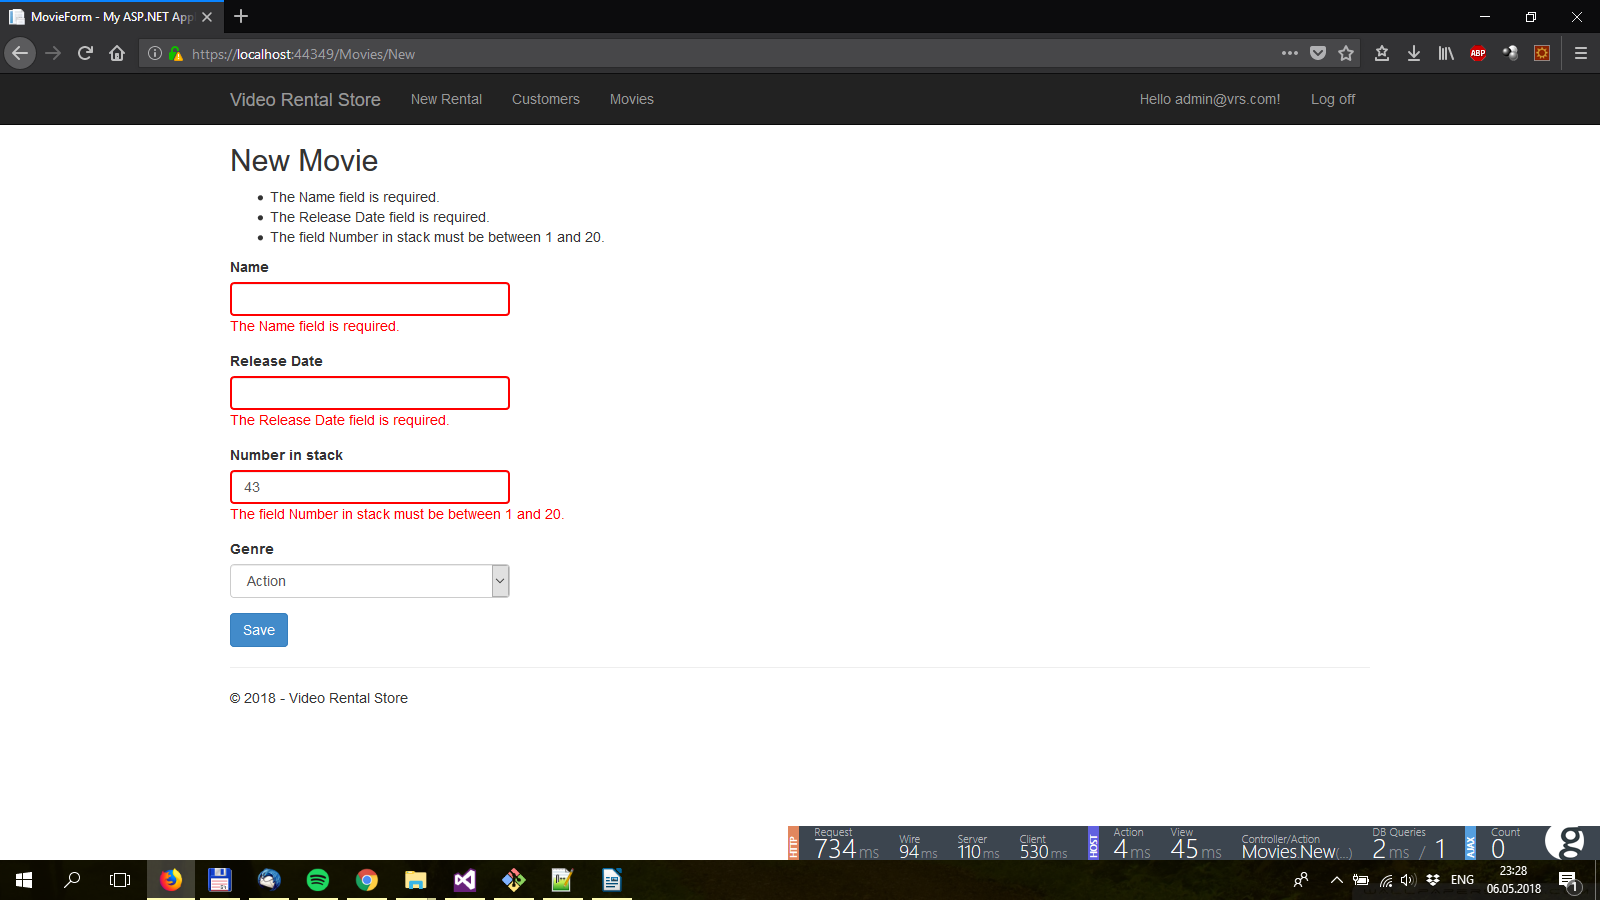 MovieForm - My ASP.NET App
https://localhost:44349/Movies/New
ABP
Video Rental Store New Rental Customers Movies Hello admin@vrs.com! Log off
New Movie
The Name field is required.
The Release Date field is required.
The field Number in stack must be between 1 and 20.
Name
The Name field is required.
Release Date
The Release Date field is required.
Number in stack
43
The field Number in stack must be between 1 and 20.
Genre
Action
Save
© 2018 - Video Rental Store
HTTP Request 734 ms Wire 94 ms Server 110 ms Client 530 ms HOST Action 4 ms View 45 ms Controller/Action Movies.New(...) DB Queries 2 ms / 1 AJAX Count 0 g
ENG 23:28
06.05.2018
1